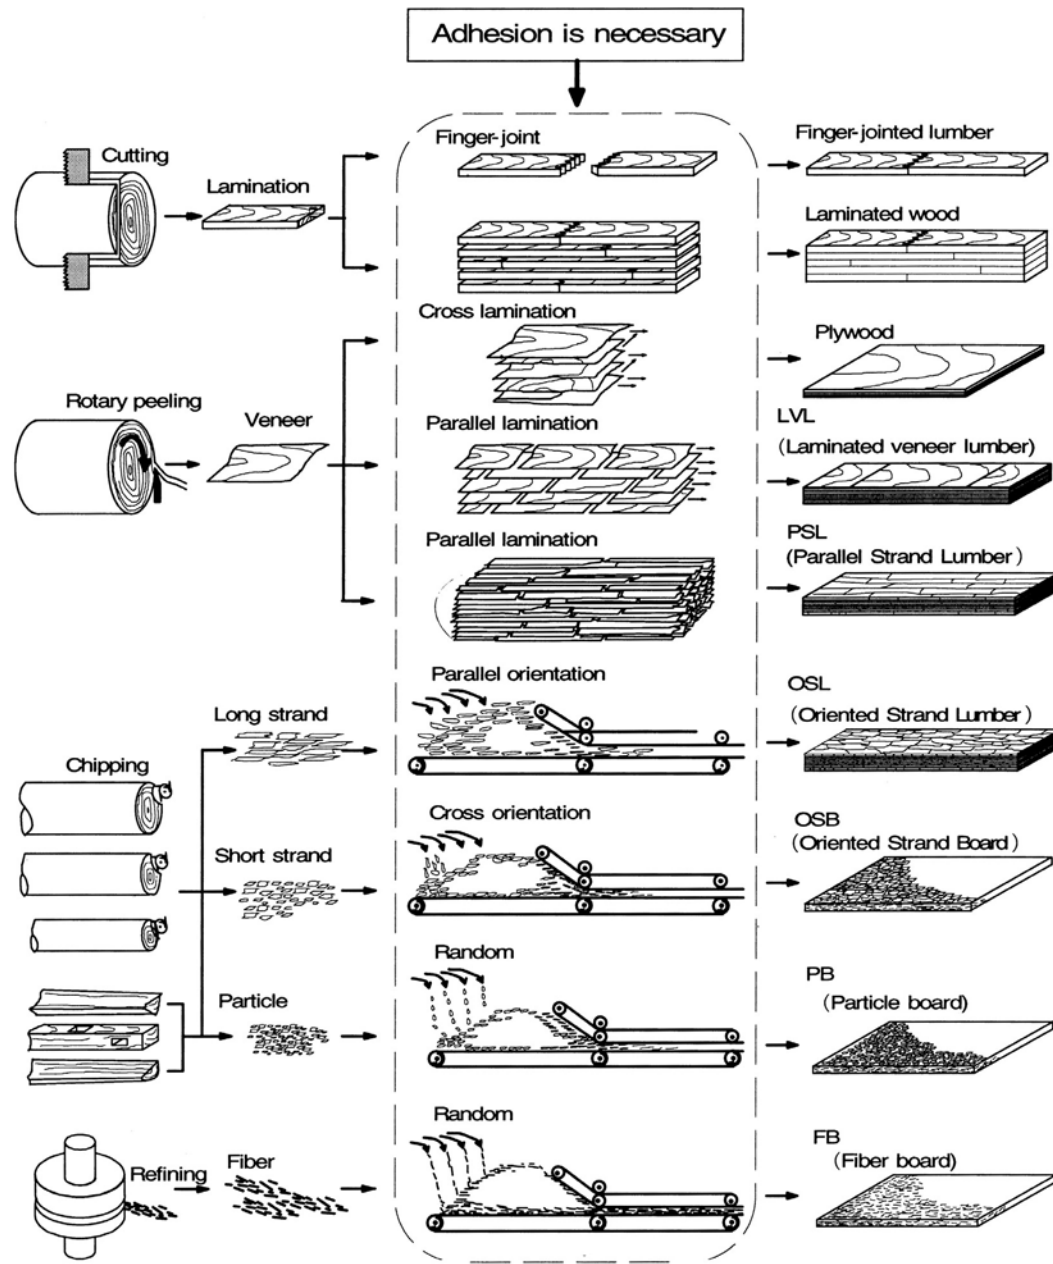 Adhesion is necessary
Cutting
Lamination
Finger-joint
Finger-jointed lumber
Laminated wood
Rotary peeling
Veneer
Cross lamination
Plywood
Parallel lamination
LVL
(Laminated veneer lumber)
Parallel lamination
PSL
(Parallel Strand Lumber)
Chipping
Long strand
Parallel orientation
OSL
(Oriented Strand Lumber)
Short strand
Cross orientation
OSB
(Oriented Strand Board)
Particle
Random
PB
(Particle board)
Refining
Fiber
Random
FB
(Fiber board)